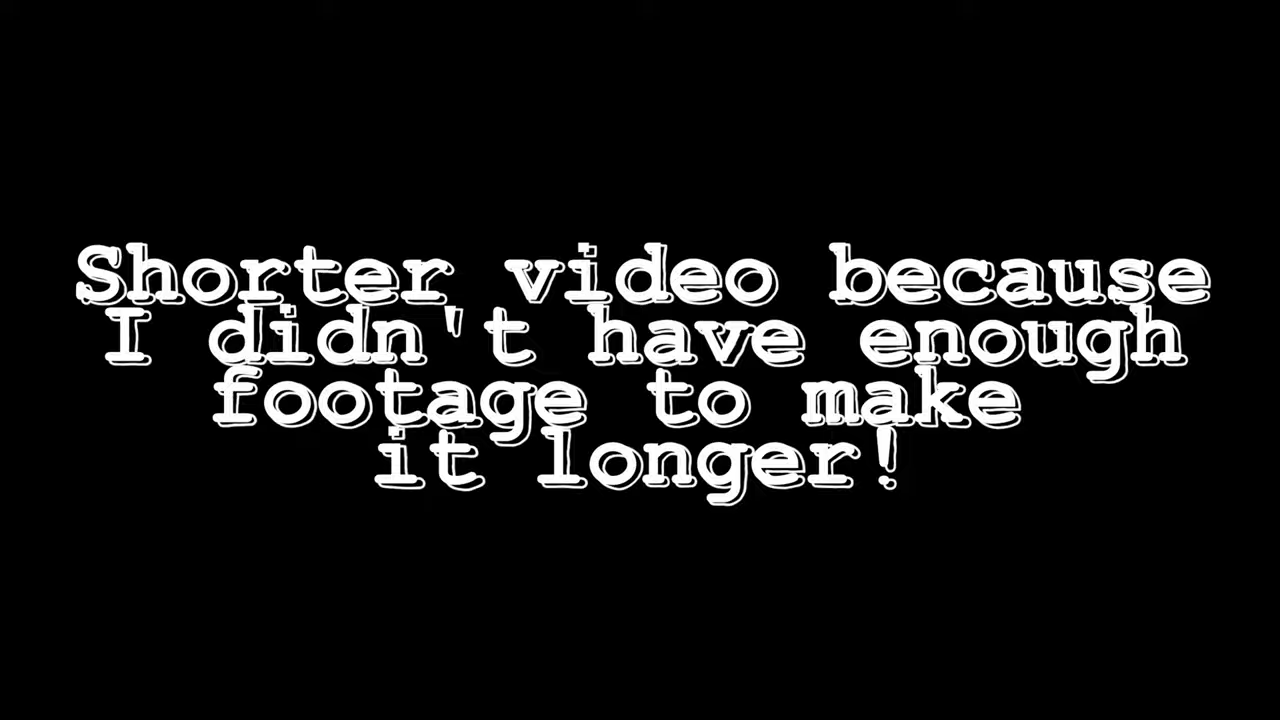 Shorter video because
I didn't have enough
footage to make
it longer!